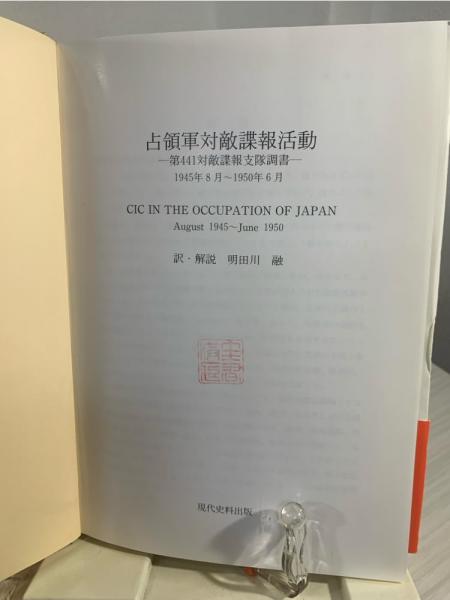 占領軍対敵諜報活動
―第441対敵諜報支隊調書―
1945年8月～1950年6月
CIC IN THE OCCUPATION OF JAPAN
August 1945～June 1950
訳・解説 明田川 融
現代史料出版